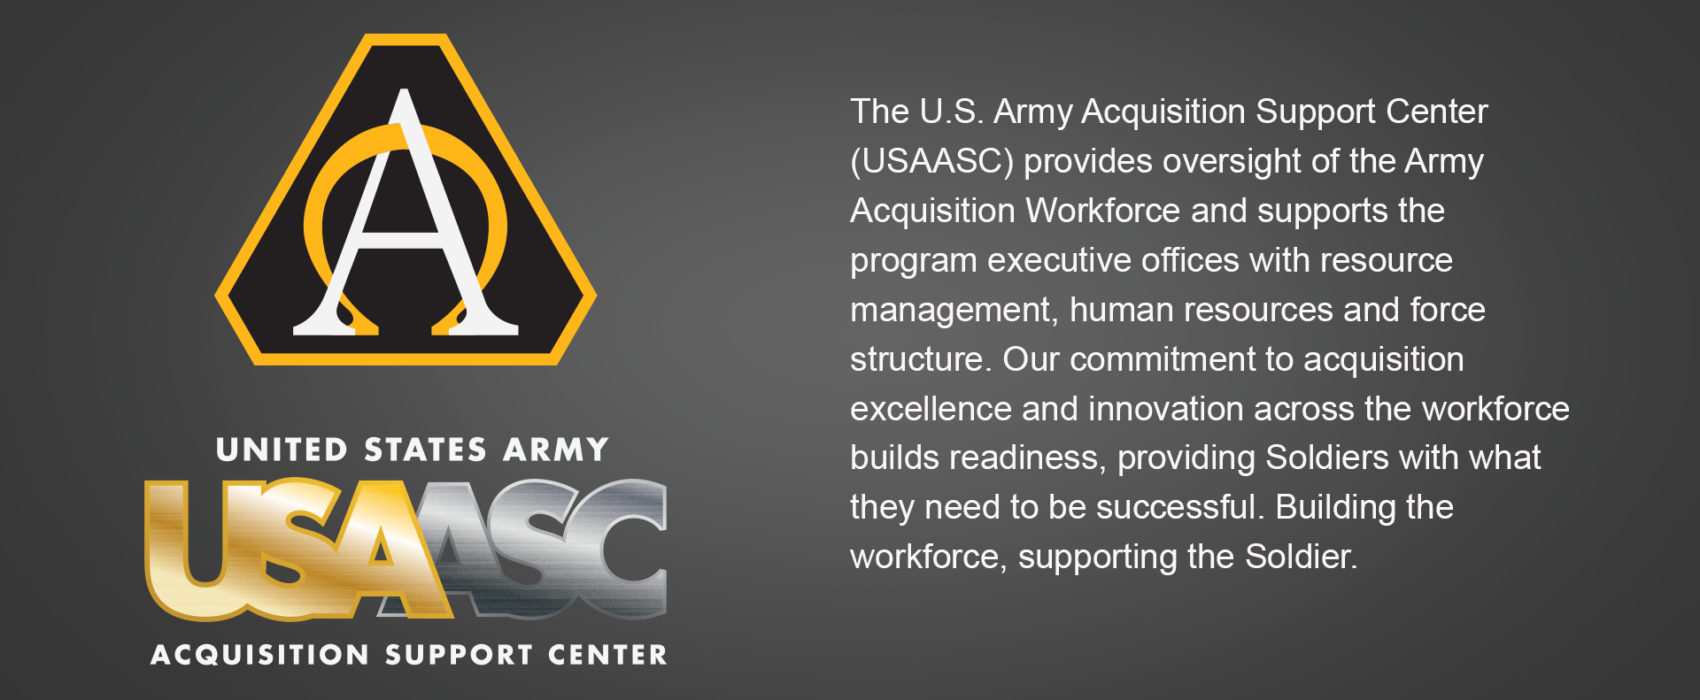 AΩ
UNITED STATES ARMY
USAASC
ACQUISITION SUPPORT CENTER
The U.S. Army Acquisition Support Center
(USAASC) provides oversight of the Army
Acquisition Workforce and supports the
program executive offices with resource
management, human resources and force
structure. Our commitment to acquisition
excellence and innovation across the workforce
builds readiness, providing Soldiers with what
they need to be successful. Building the
workforce, supporting the Soldier.